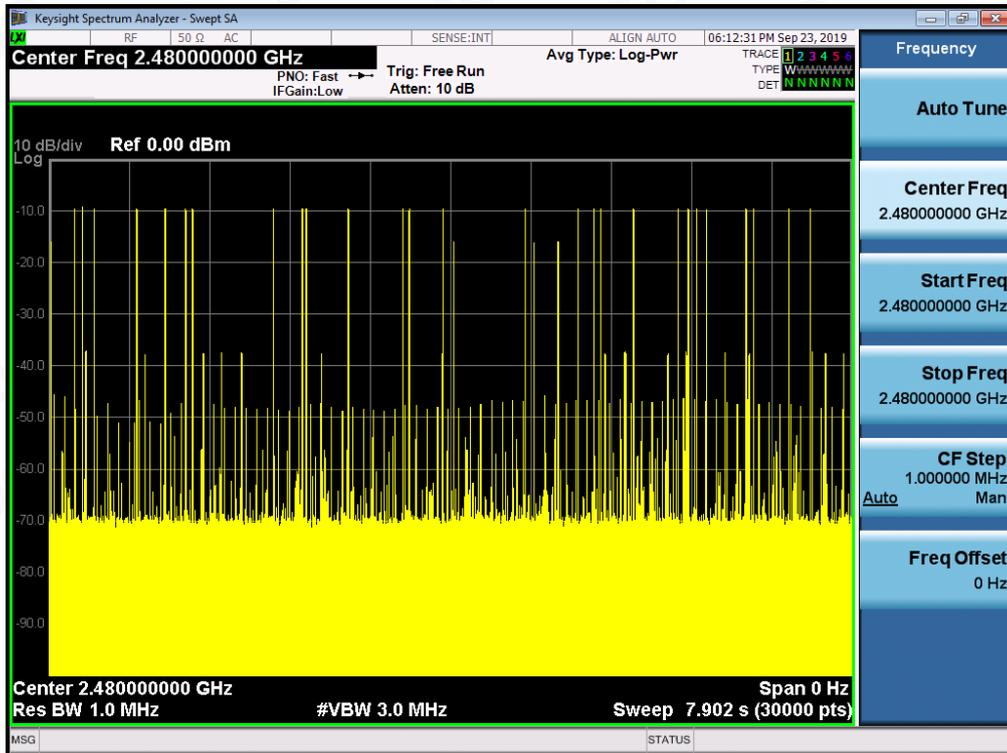 Keysight Spectrum Analyzer - Swept SA
LXI RF 50 Ω AC SENSE:INT ALIGN AUTO 06:12:31 PM Sep 23, 2019
Center Freq 2.480000000 GHz
PNO: Fast
IFGain:Low
Trig: Free Run
Atten: 10 dB
Avg Type: Log-Pwr
TRACE 1 2 3 4 5 6
TYPE WWWWWW
DET N N N N N N
10 dB/div Ref 0.00 dBm
Log
-10.0
-20.0
-30.0
-40.0
-50.0
-60.0
-70.0
-80.0
-90.0
Center 2.480000000 GHz Span 0 Hz
Res BW 1.0 MHz #VBW 3.0 MHz Sweep 7.902 s (30000 pts)
MSG STATUS
Frequency
Auto Tune
Center Freq
2.480000000 GHz
Start Freq
2.480000000 GHz
Stop Freq
2.480000000 GHz
CF Step
1.000000 MHz
Auto Man
Freq Offset
0 Hz